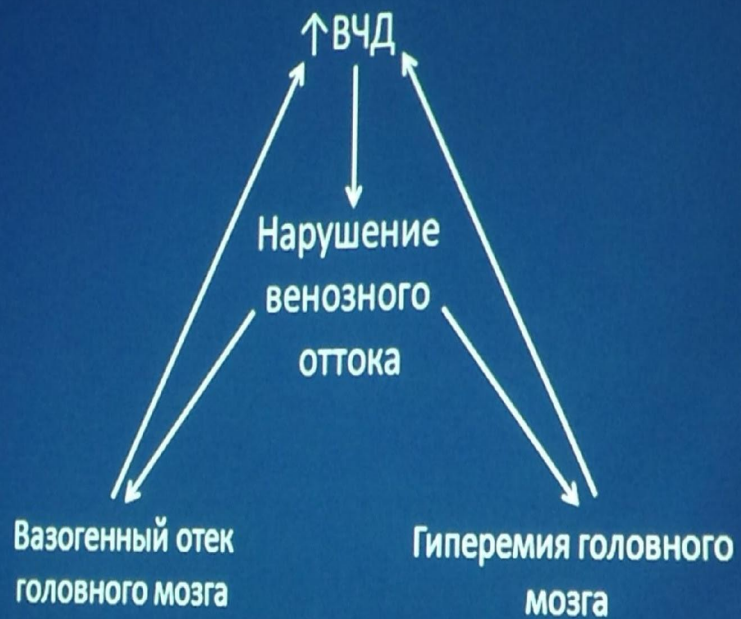 ↑ВЧД
Нарушение
венозного
оттока
Вазогенный отек
головного мозга
Гиперемия головного
мозга